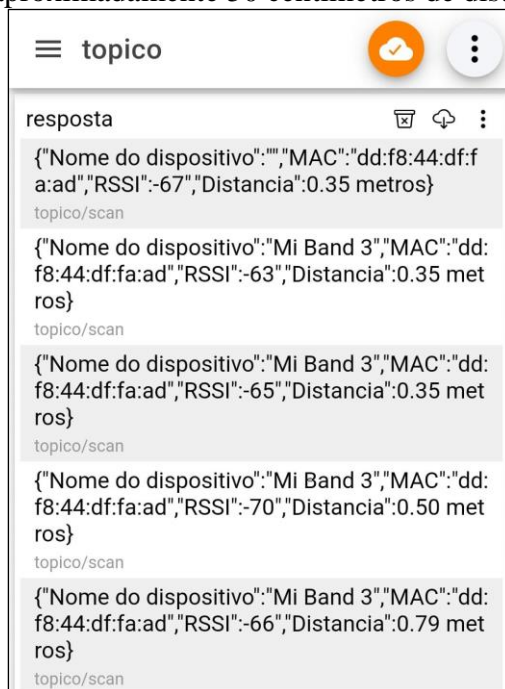 topico
resposta
{"Nome do dispositivo":"","MAC":"dd:f8:44:df:f
a:ad","RSSI":-67","Distancia":0.35 metros}
topico/scan
{"Nome do dispositivo":"Mi Band 3","MAC":"dd:
f8:44:df:fa:ad","RSSI":-63","Distancia":0.35 met
ros}
topico/scan
{"Nome do dispositivo":"Mi Band 3","MAC":"dd:
f8:44:df:fa:ad","RSSI":-65","Distancia":0.35 met
ros}
topico/scan
{"Nome do dispositivo":"Mi Band 3","MAC":"dd:
f8:44:df:fa:ad","RSSI":-70","Distancia":0.50 met
ros}
topico/scan
{"Nome do dispositivo":"Mi Band 3","MAC":"dd:
f8:44:df:fa:ad","RSSI":-66","Distancia":0.79 met
ros}
topico/scan